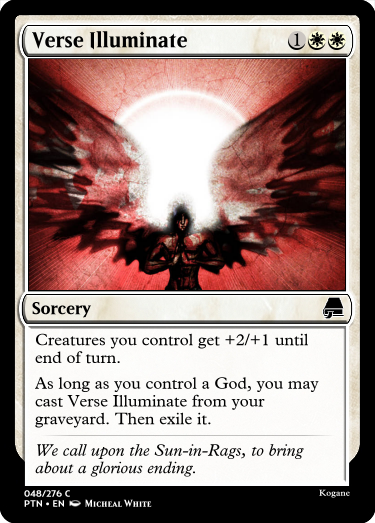 Verse Illuminate 1
Sorcery
Creatures you control get +2/+1 until
end of turn.
As long as you control a God, you may
cast Verse Illuminate from your
graveyard. Then exile it.
We call upon the Sun-in-Rags, to bring
about a glorious ending.
048/276 C Kogane
PTN • EN Micheal White